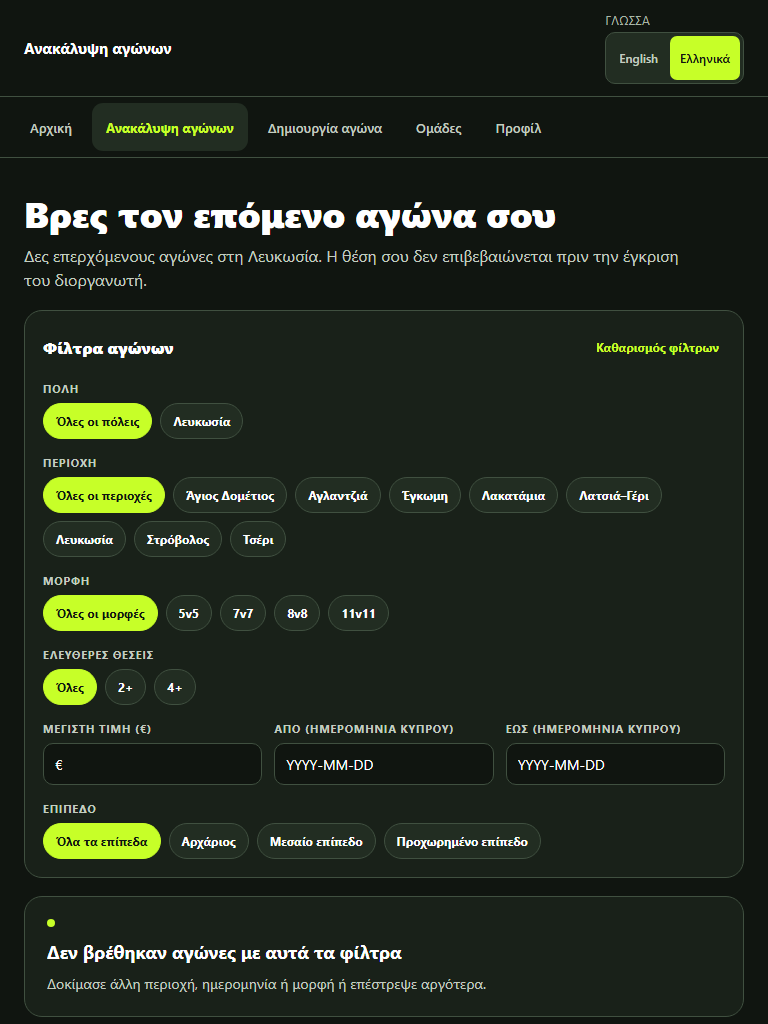 ΓΛΩΣΣΑ
Ανακάλυψη αγώνων
English Ελληνικά
Αρχική Ανακάλυψη αγώνων Δημιουργία αγώνα Ομάδες Προφίλ
Βρες τον επόμενο αγώνα σου
Δες επερχόμενους αγώνες στη Λευκωσία. Η θέση σου δεν επιβεβαιώνεται πριν την έγκριση
του διοργανωτή.
Φίλτρα αγώνων Καθαρισμός φίλτρων
ΠΟΛΗ
Όλες οι πόλεις Λευκωσία
ΠΕΡΙΟΧΗ
Όλες οι περιοχές Άγιος Δομέτιος Αγλαντζιά Έγκωμη Λακατάμια Λατσιά–Γέρι
Λευκωσία Στρόβολος Τσέρι
ΜΟΡΦΗ
Όλες οι μορφές 5v5 7v7 8v8 11v11
ΕΛΕΥΘΕΡΕΣ ΘΕΣΕΙΣ
Όλες 2+ 4+
ΜΕΓΙΣΤΗ ΤΙΜΗ (€) ΑΠΟ (ΗΜΕΡΟΜΗΝΙΑ ΚΥΠΡΟΥ) ΕΩΣ (ΗΜΕΡΟΜΗΝΙΑ ΚΥΠΡΟΥ)
€ YYYY-MM-DD YYYY-MM-DD
ΕΠΙΠΕΔΟ
Όλα τα επίπεδα Αρχάριος Μεσαίο επίπεδο Προχωρημένο επίπεδο
Δεν βρέθηκαν αγώνες με αυτά τα φίλτρα
Δοκίμασε άλλη περιοχή, ημερομηνία ή μορφή ή επέστρεψε αργότερα.